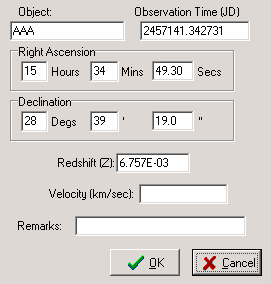 Object: Observation Time (JD)
AAA 2457141.342731
Right Ascension
15 Hours 34 Mins 49.30 Secs
Declination
28 Degs 39 ' 19.0 "
Redshift (Z): 6.757E-03
Velocity (km/sec):
Remarks:
OK Cancel